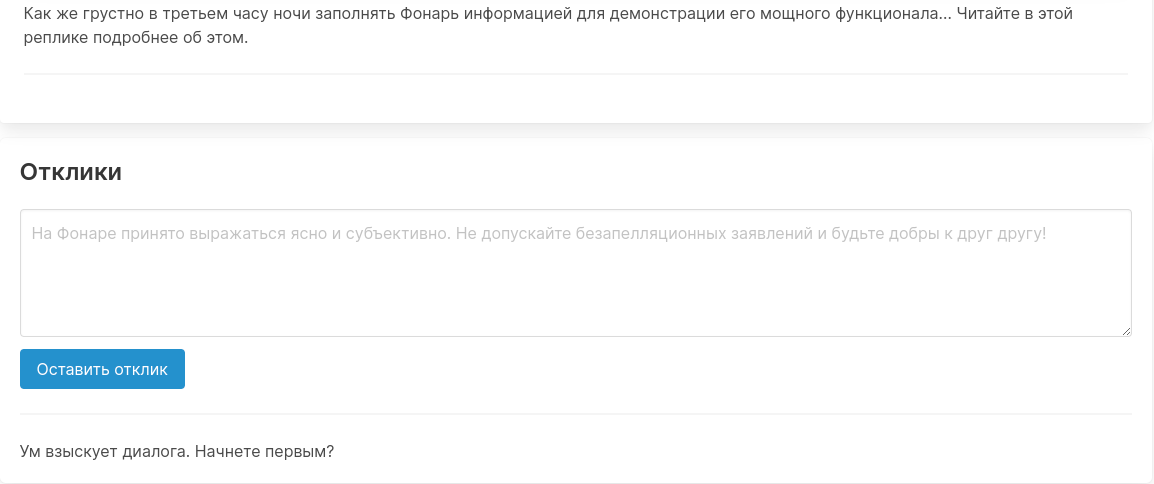 Как же грустно в третьем часу ночи заполнять Фонарь информацией для демонстрации его мощного функционала... Читайте в этой
реплике подробнее об этом.
Отклики
На Фонаре принято выражаться ясно и субъективно. Не допускайте безапелляционных заявлений и будьте добры к друг другу!
Оставить отклик
Ум взыскует диалога. Начнете первым?